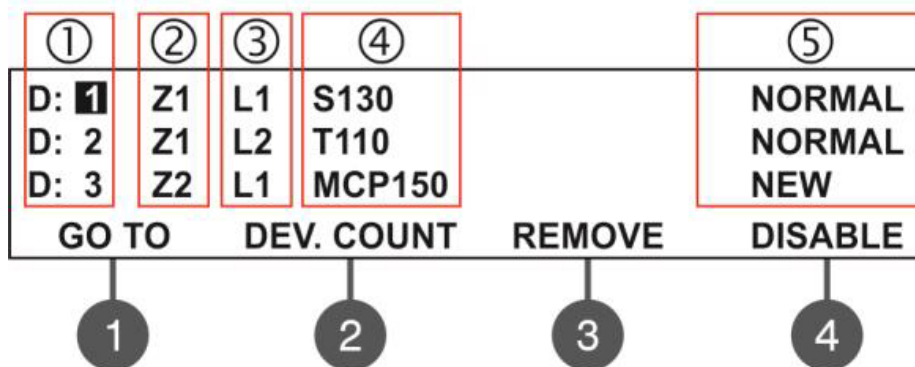 ① ② ③ ④ ⑤
D: 1 Z1 L1 S130 NORMAL
D: 2 Z1 L2 T110 NORMAL
D: 3 Z2 L1 MCP150 NEW
GO TO DEV. COUNT REMOVE DISABLE
1 2 3 4